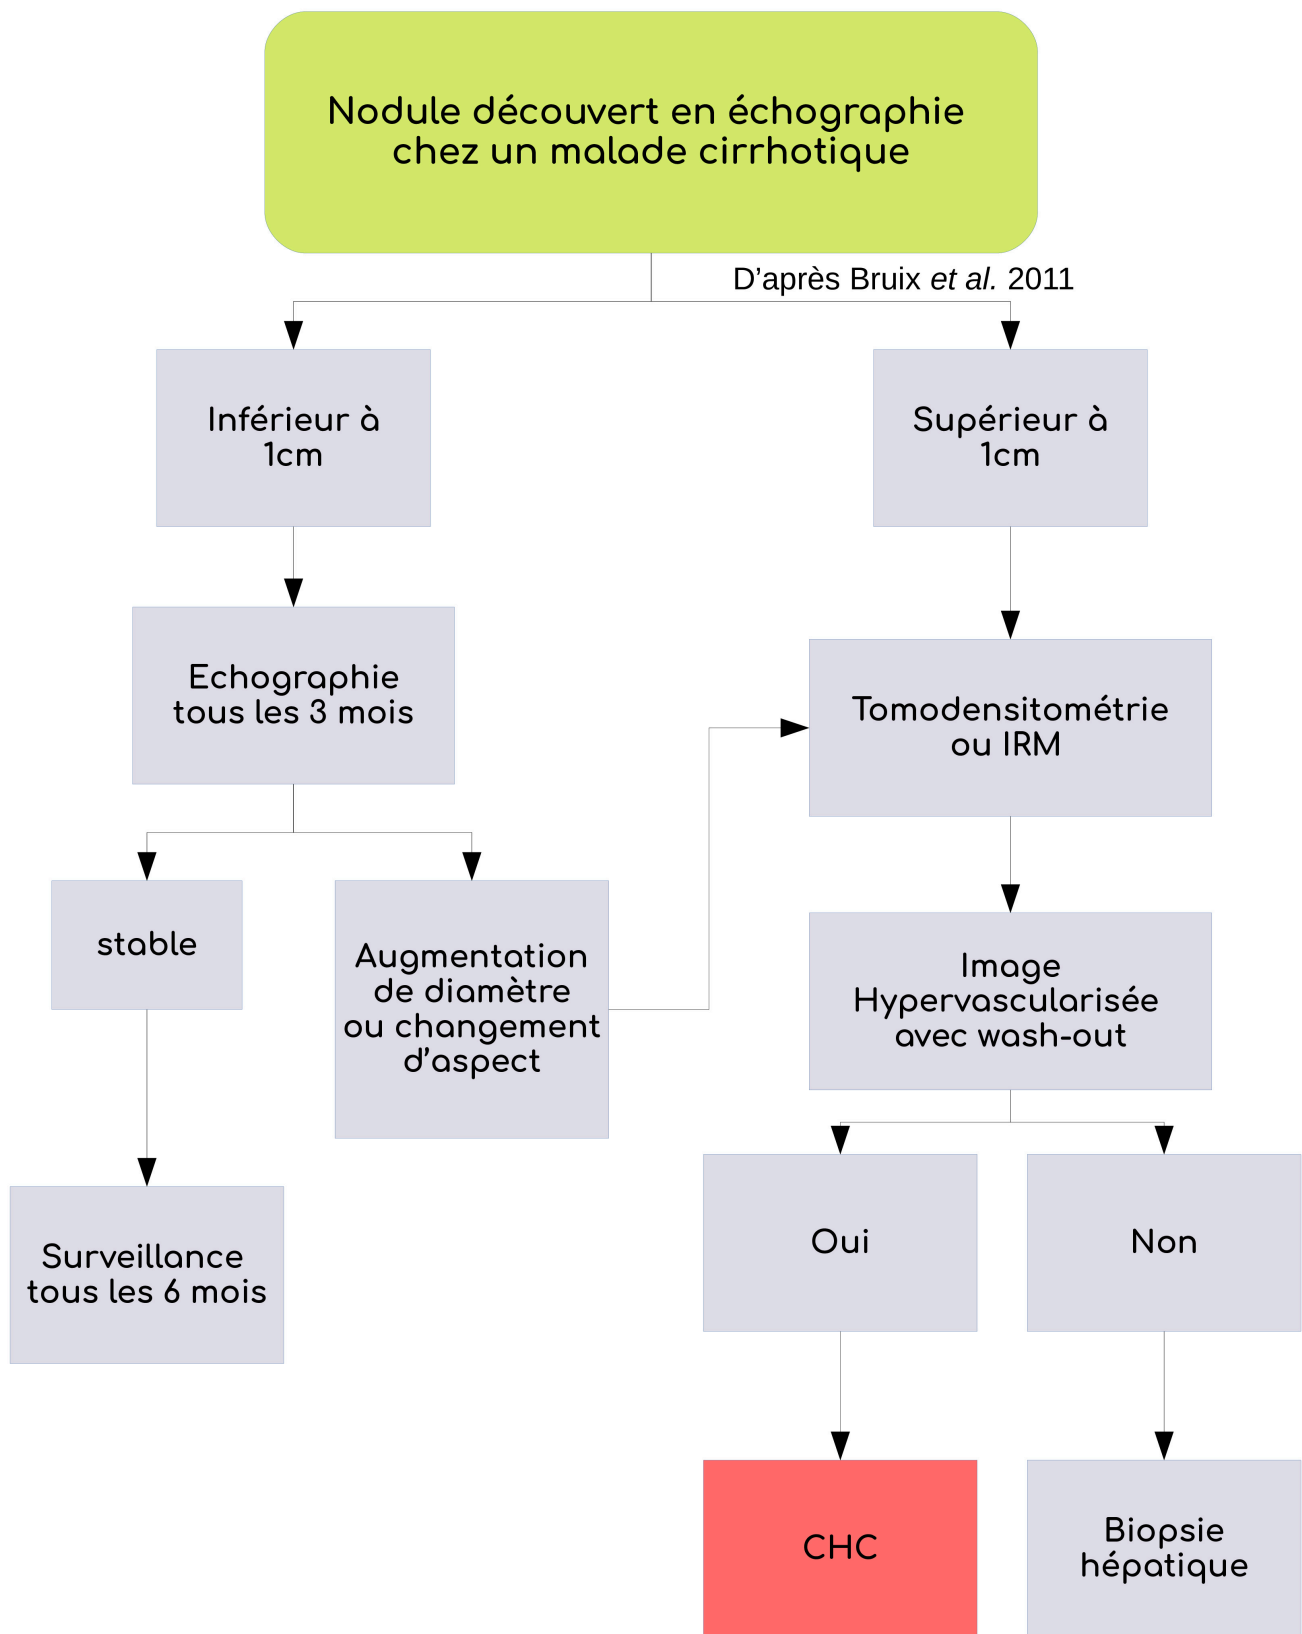 Nodule découvert en échographie
chez un malade cirrhotique
D’après Bruix et al. 2011
Inférieur à
1cm
Supérieur à
1cm
Echographie
tous les 3 mois
Tomodensitométrie
ou IRM
stable
Augmentation
de diamètre
ou changement
d’aspect
Image
Hypervascularisée
avec wash-out
Surveillance
tous les 6 mois
Oui
Non
CHC
Biopsie
hépatique